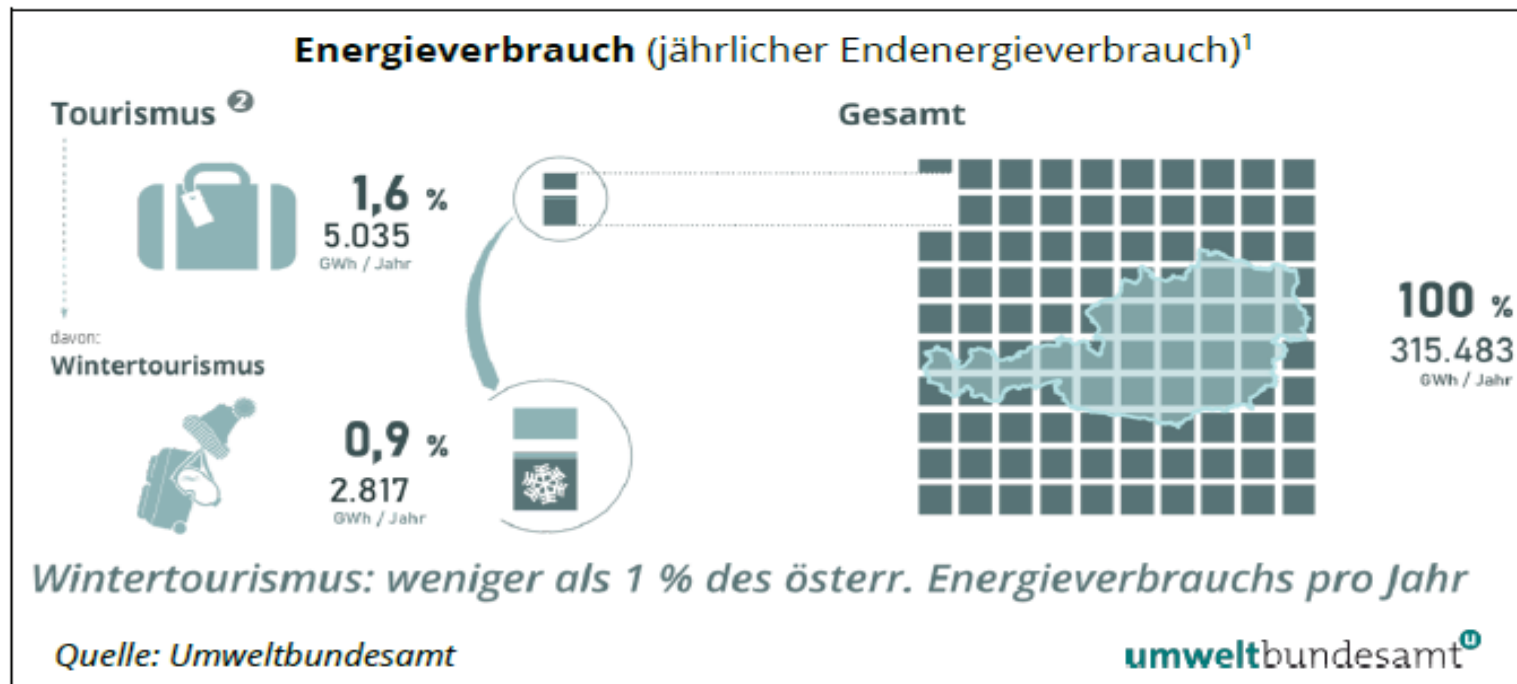 Energieverbrauch (jährlicher Endenergieverbrauch)¹
Tourismus ❷
Gesamt
1,6 %
5.035
GWh / Jahr
100 %
315.483
GWh / Jahr
davon:
Wintertourismus
0,9 %
2.817
GWh / Jahr
Wintertourismus: weniger als 1 % des österr. Energieverbrauchs pro Jahr
Quelle: Umweltbundesamt
umweltbundesamt ᵘ